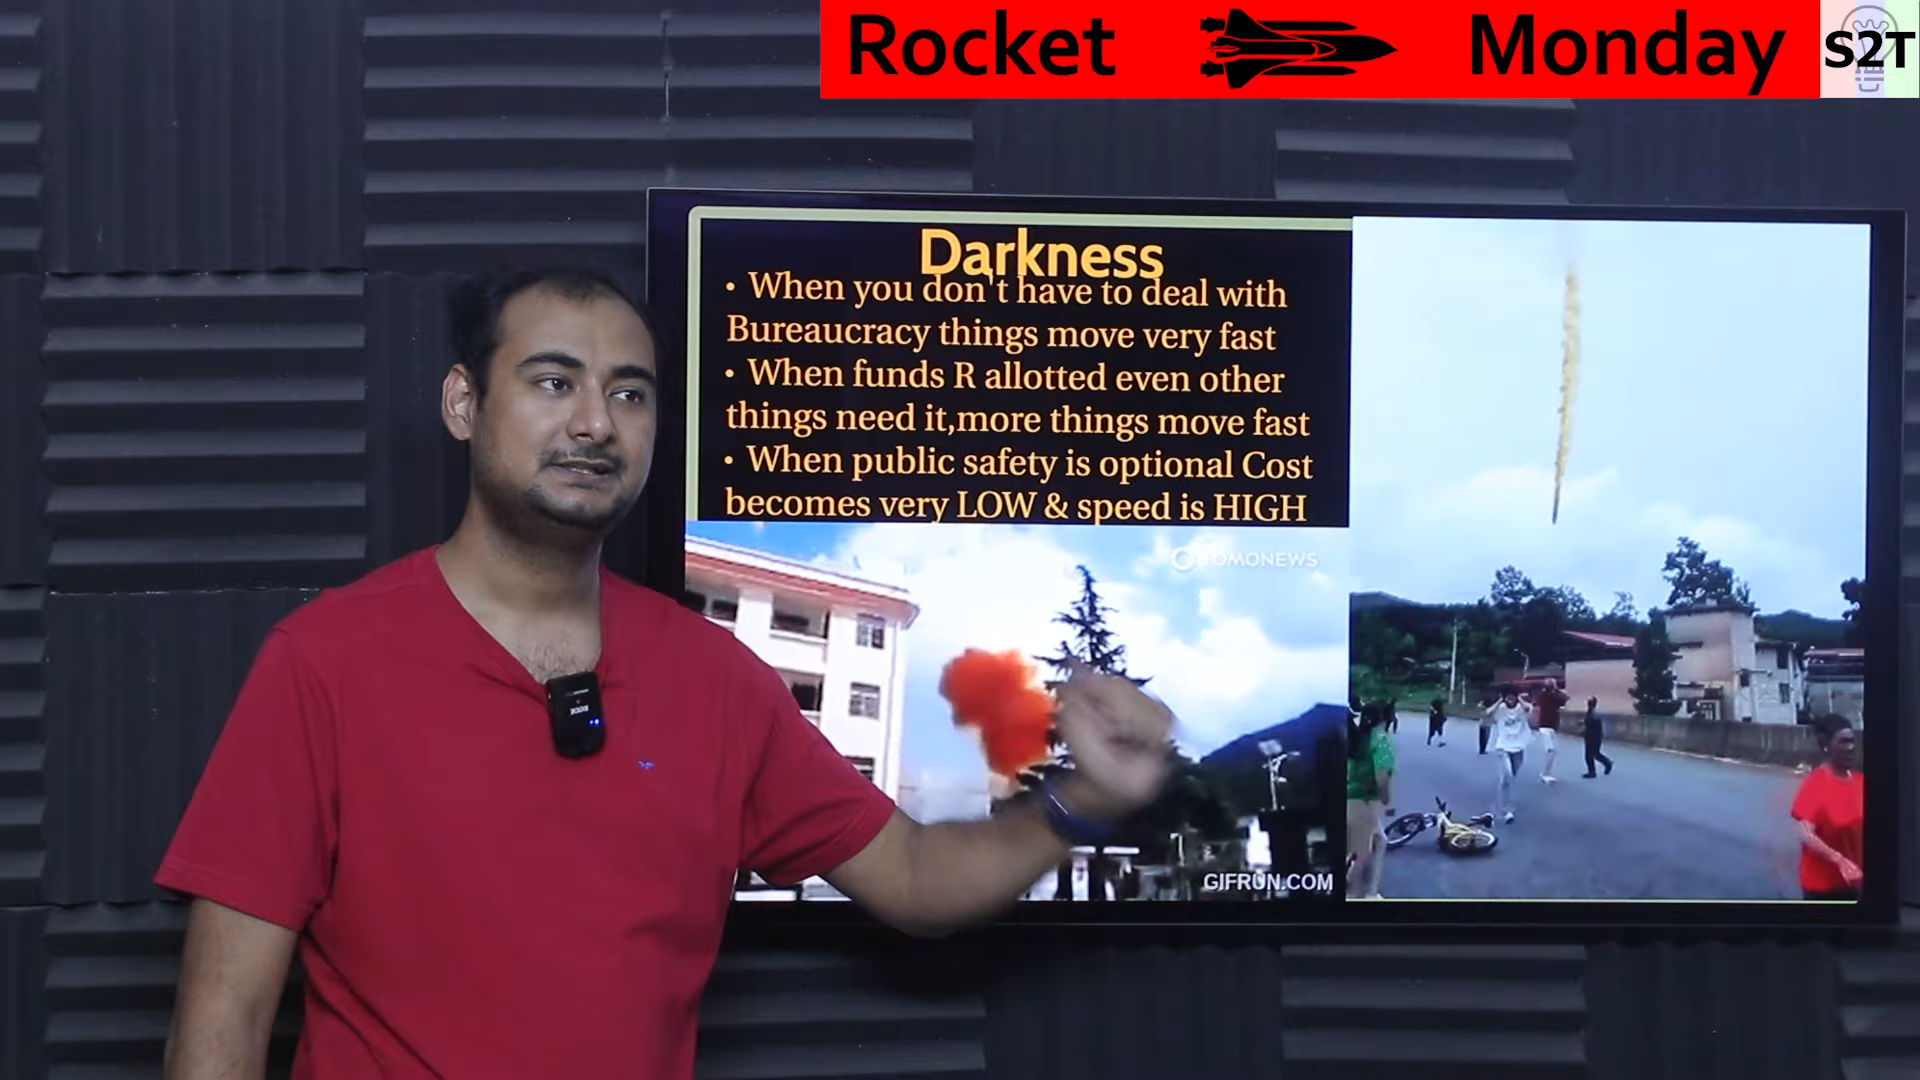 Rocket Monday
S2T
Darkness
• When you don't have to deal with
Bureaucracy things move very fast
• When funds R allotted even other
things need it,more things move fast
• When public safety is optional Cost
becomes very LOW & speed is HIGH
TOMONEWS
GIFRUN.COM